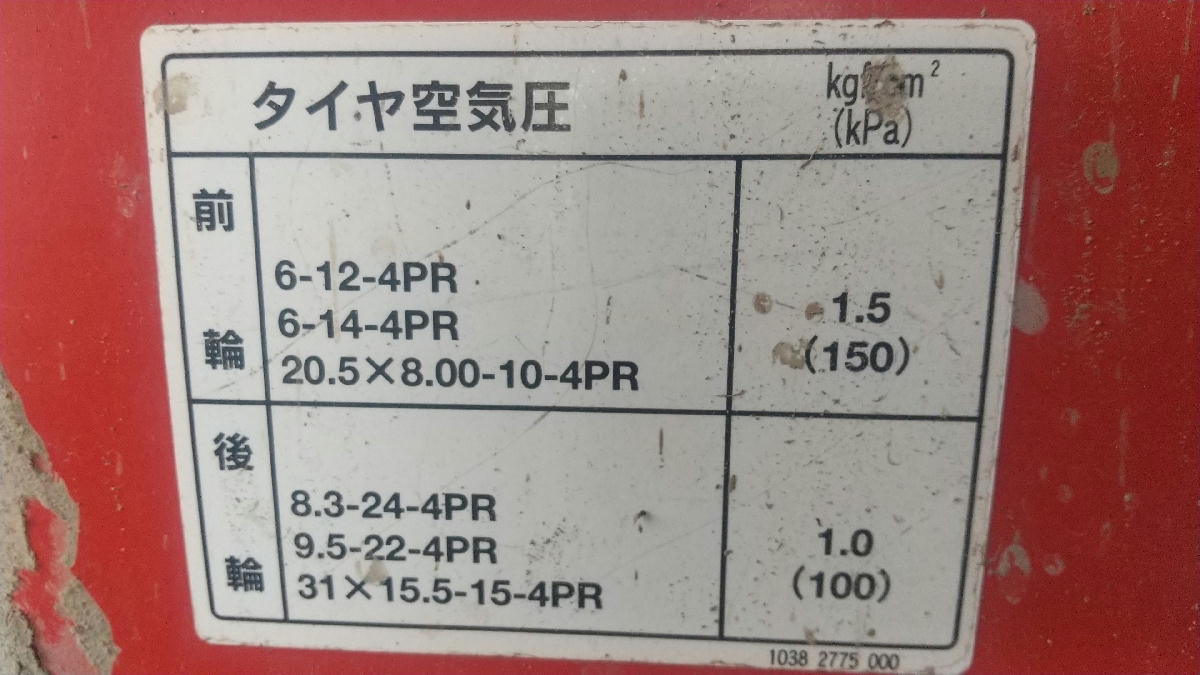 タイヤ空気圧
kgf/cm²
(kPa)
前輪
6-12-4PR
6-14-4PR
20.5×8.00-10-4PR
1.5
(150)
後輪
8.3-24-4PR
9.5-22-4PR
31×15.5-15-4PR
1.0
(100)
1038 2775 000